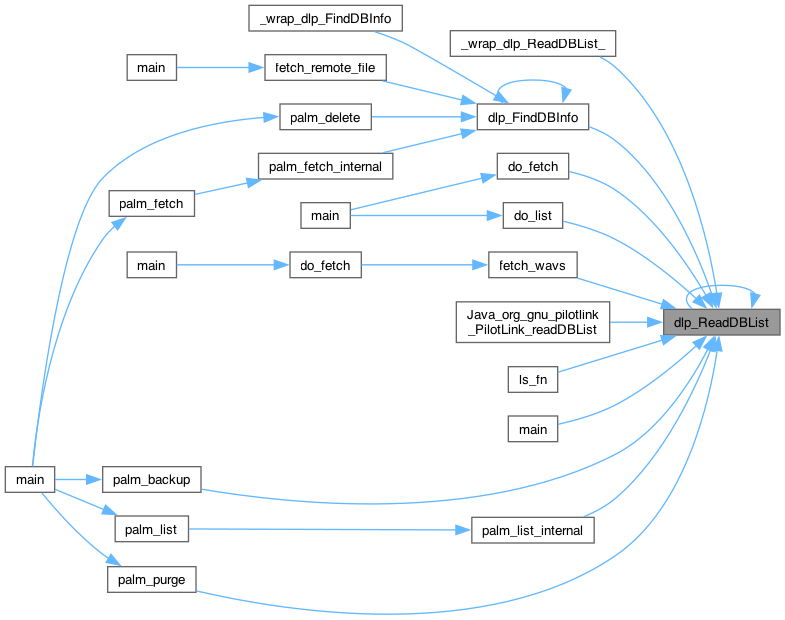 _wrap_dlp_FindDBInfo
_wrap_dlp_ReadDBList_
main
fetch_remote_file
palm_delete
dlp_FindDBInfo
palm_fetch_internal
do_fetch
palm_fetch
main
do_list
main
do_fetch
fetch_wavs
Java_org_gnu_pilotlink
_PilotLink_readDBList
dlp_ReadDBList
ls_fn
main
main
palm_backup
palm_list
palm_list_internal
palm_purge